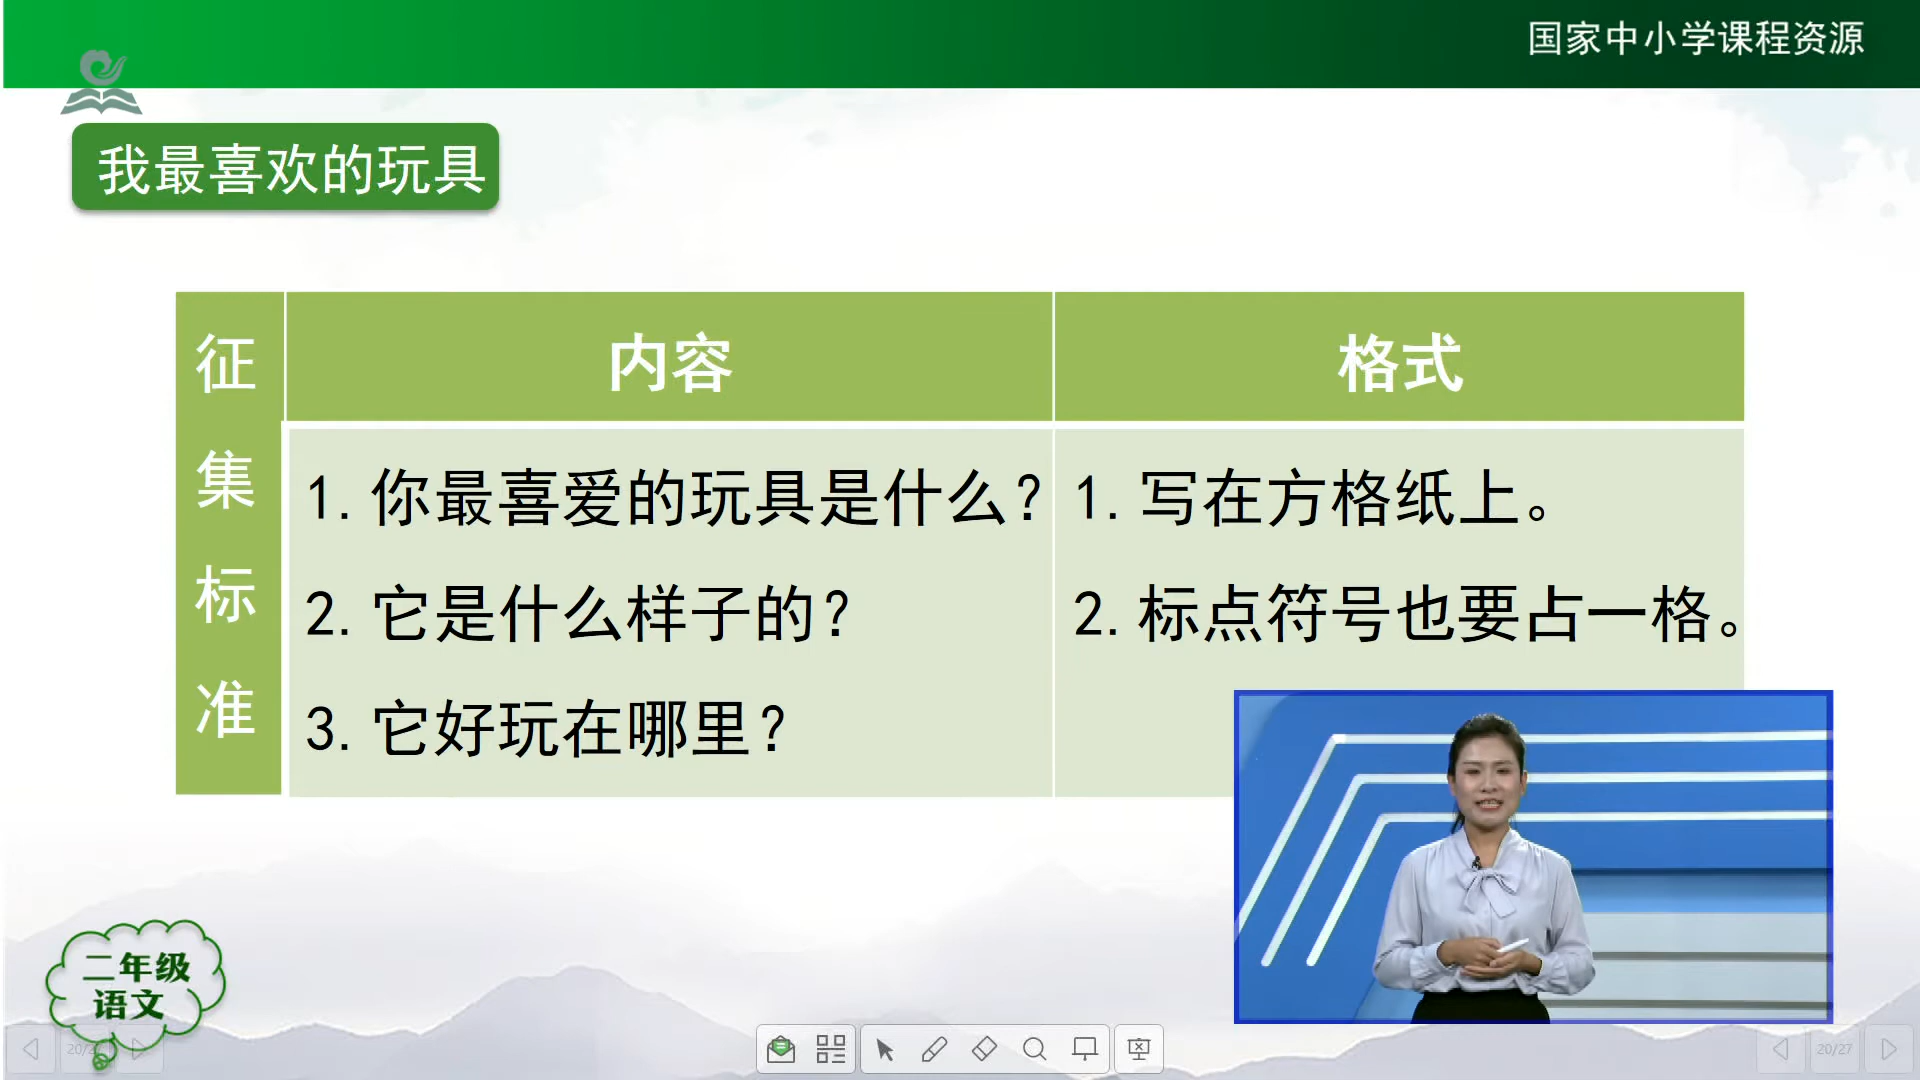 国家中小学课程资源
我最喜欢的玩具
征集标准
内容
格式
1.你最喜爱的玩具是什么？
2.它是什么样子的？
3.它好玩在哪里？
1.写在方格纸上。
2.标点符号也要占一格。
二年级
语文
20/27
20/27